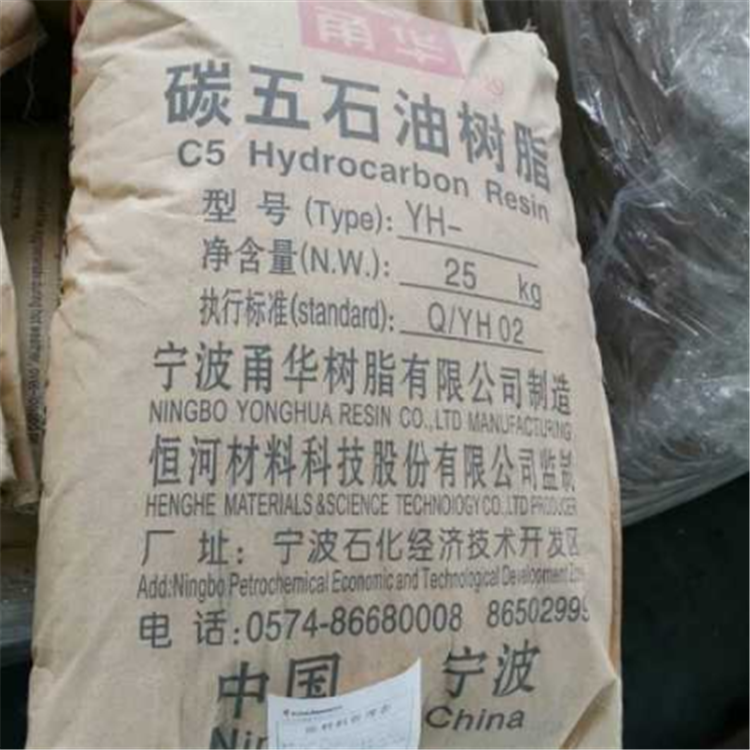 甬华
碳五石油树脂
C5 Hydrocarbon Resin
型 号 (Type): YH-
净含量(N.W.): 25 kg
执行标准(standard): Q/YH 02
宁波甬华树脂有限公司制造
NINGBO YONGHUA RESIN CO.,LTD MANUFACTURING
恒河材料科技股份有限公司监制
HENGHE MATERIALS&SCIENCE TECHNOlOGY CO.,LTD PRODUCER
厂 址: 宁波石化经济技术开发区
Add:Ningbo Petrochemical Economic and Technological Development Zone
电 话:0574-86680008 86502999
中国 宁波
China